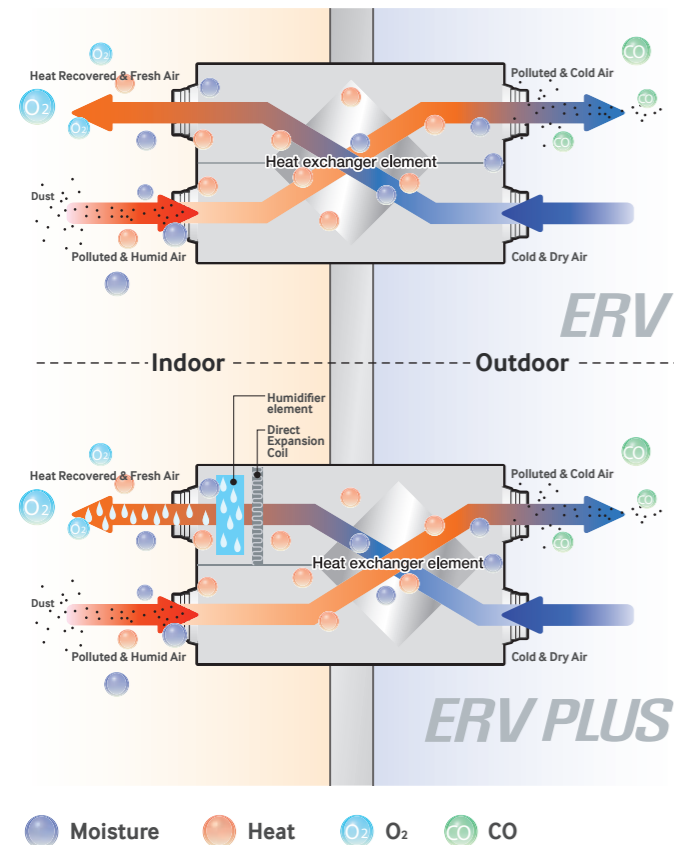 O₂
Heat Recovered & Fresh Air
O₂
O₂
Polluted & Cold Air
CO
CO
CO
Heat exchanger element
Dust
Polluted & Humid Air
Cold & Dry Air
ERV
Indoor
Outdoor
Humidifier
element
Direct
Expansion
Coil
O₂
Heat Recovered & Fresh Air
O₂
O₂
Polluted & Cold Air
CO
CO
CO
Heat exchanger element
Dust
Polluted & Humid Air
Cold & Dry Air
ERV PLUS
Moisture
Heat
O₂ O₂
CO CO